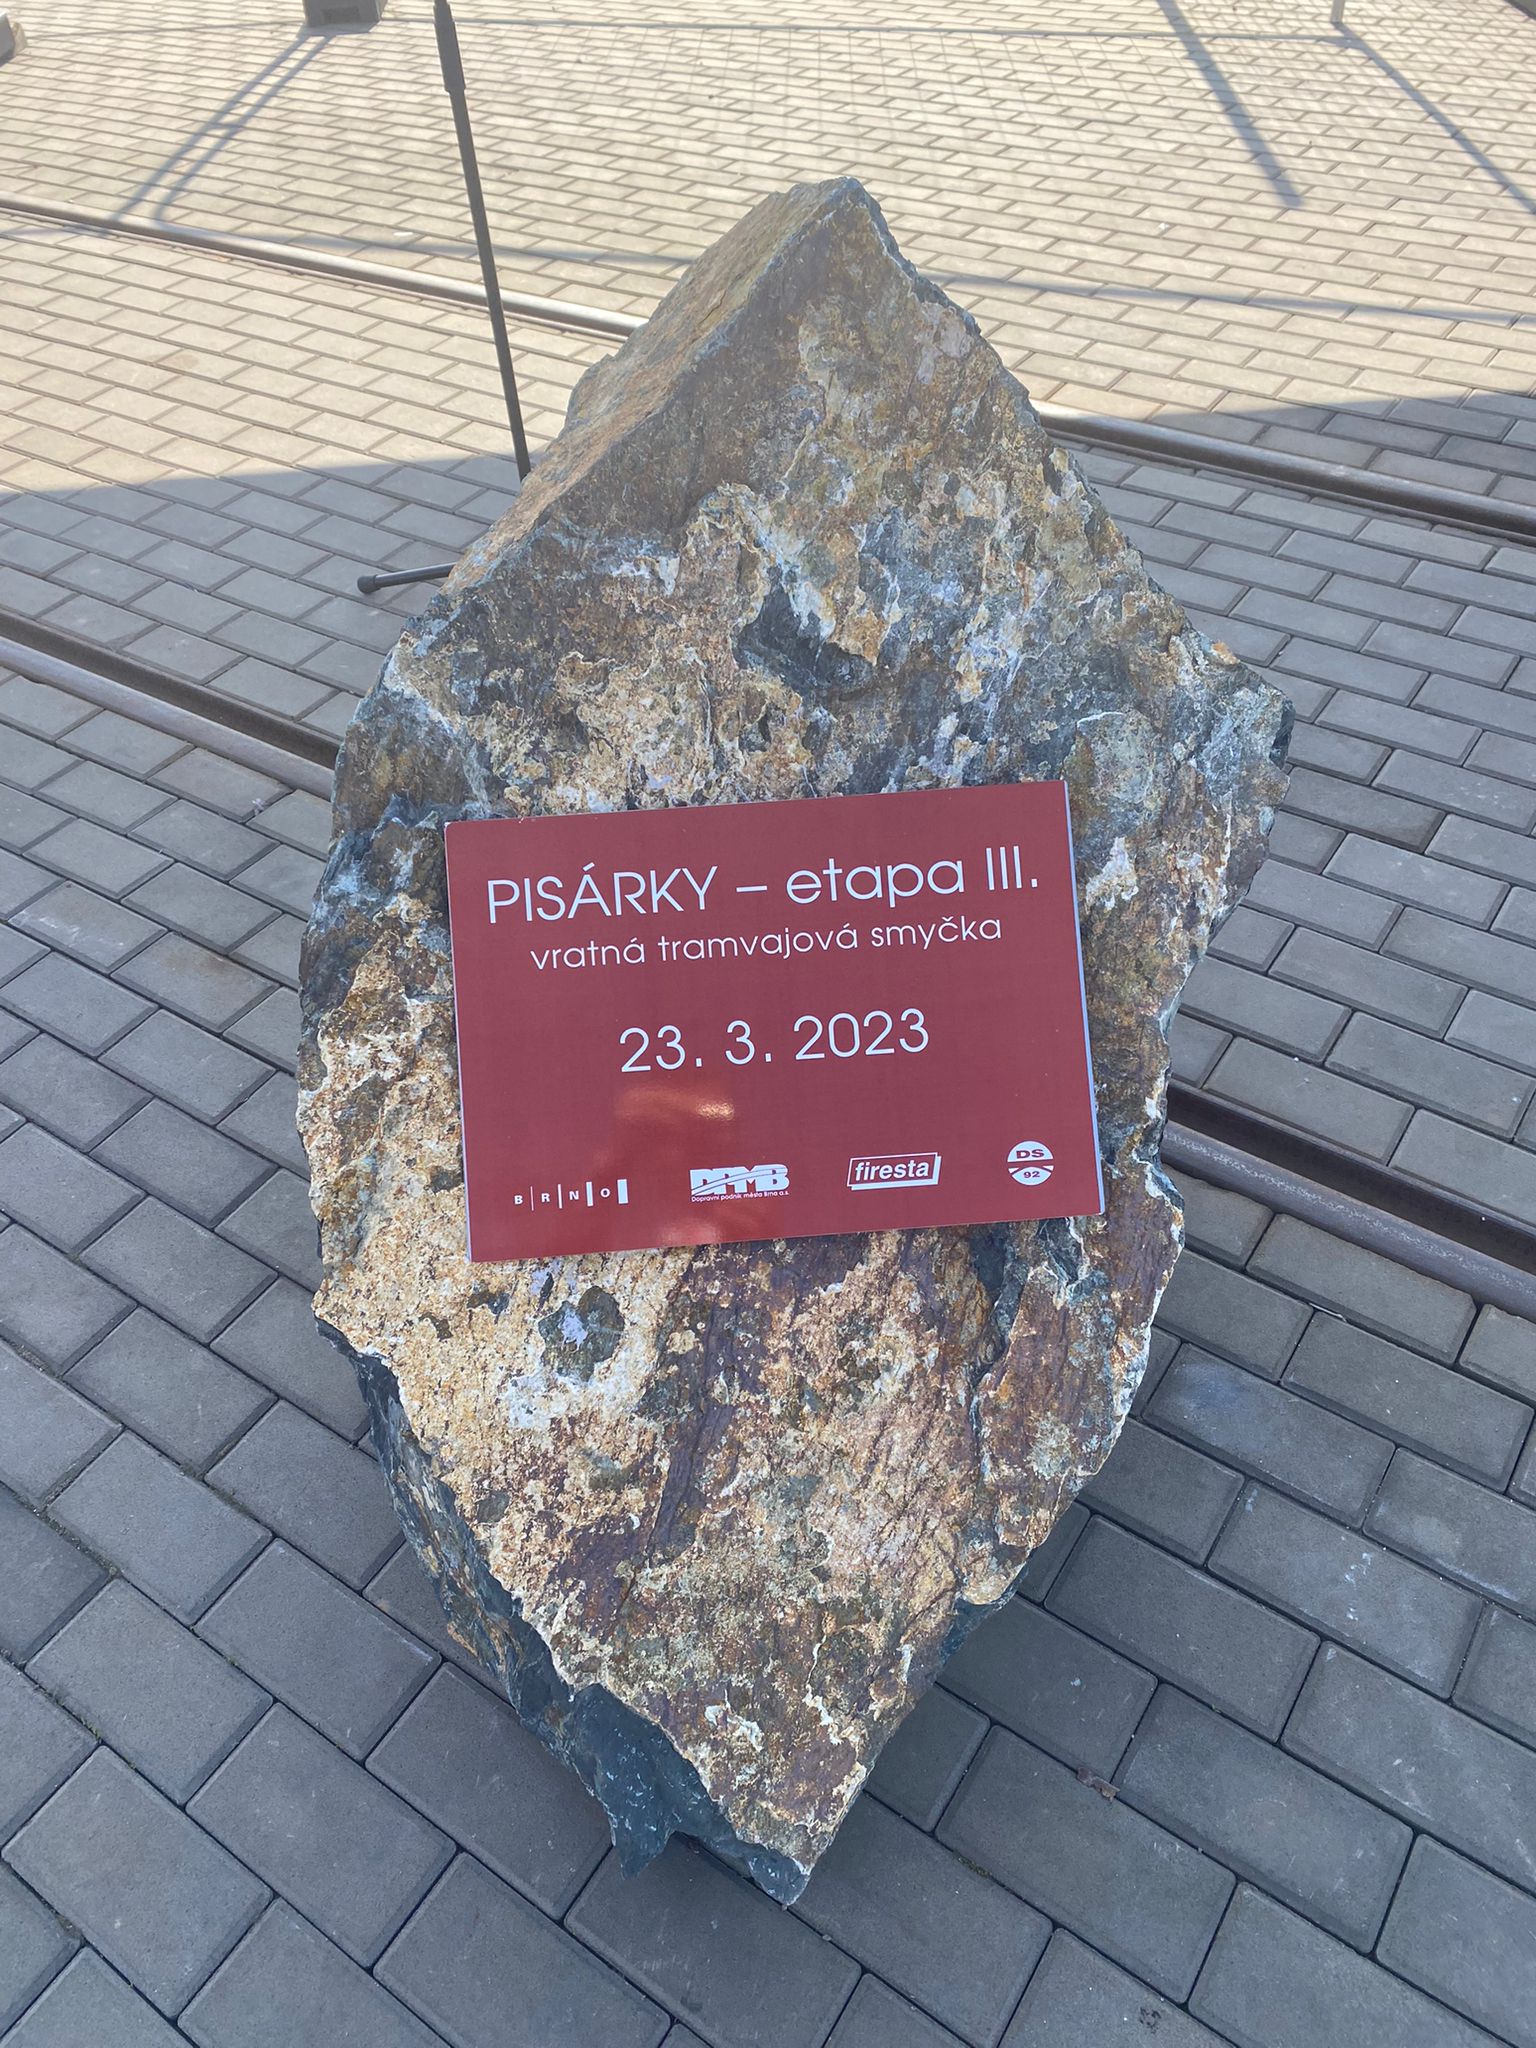 PISÁRKY – etapa III.
vratná tramvajová smyčka
23. 3. 2023
BRNO
DPMB
Dopravní podnik města Brna a.s.
firesta
DS
92